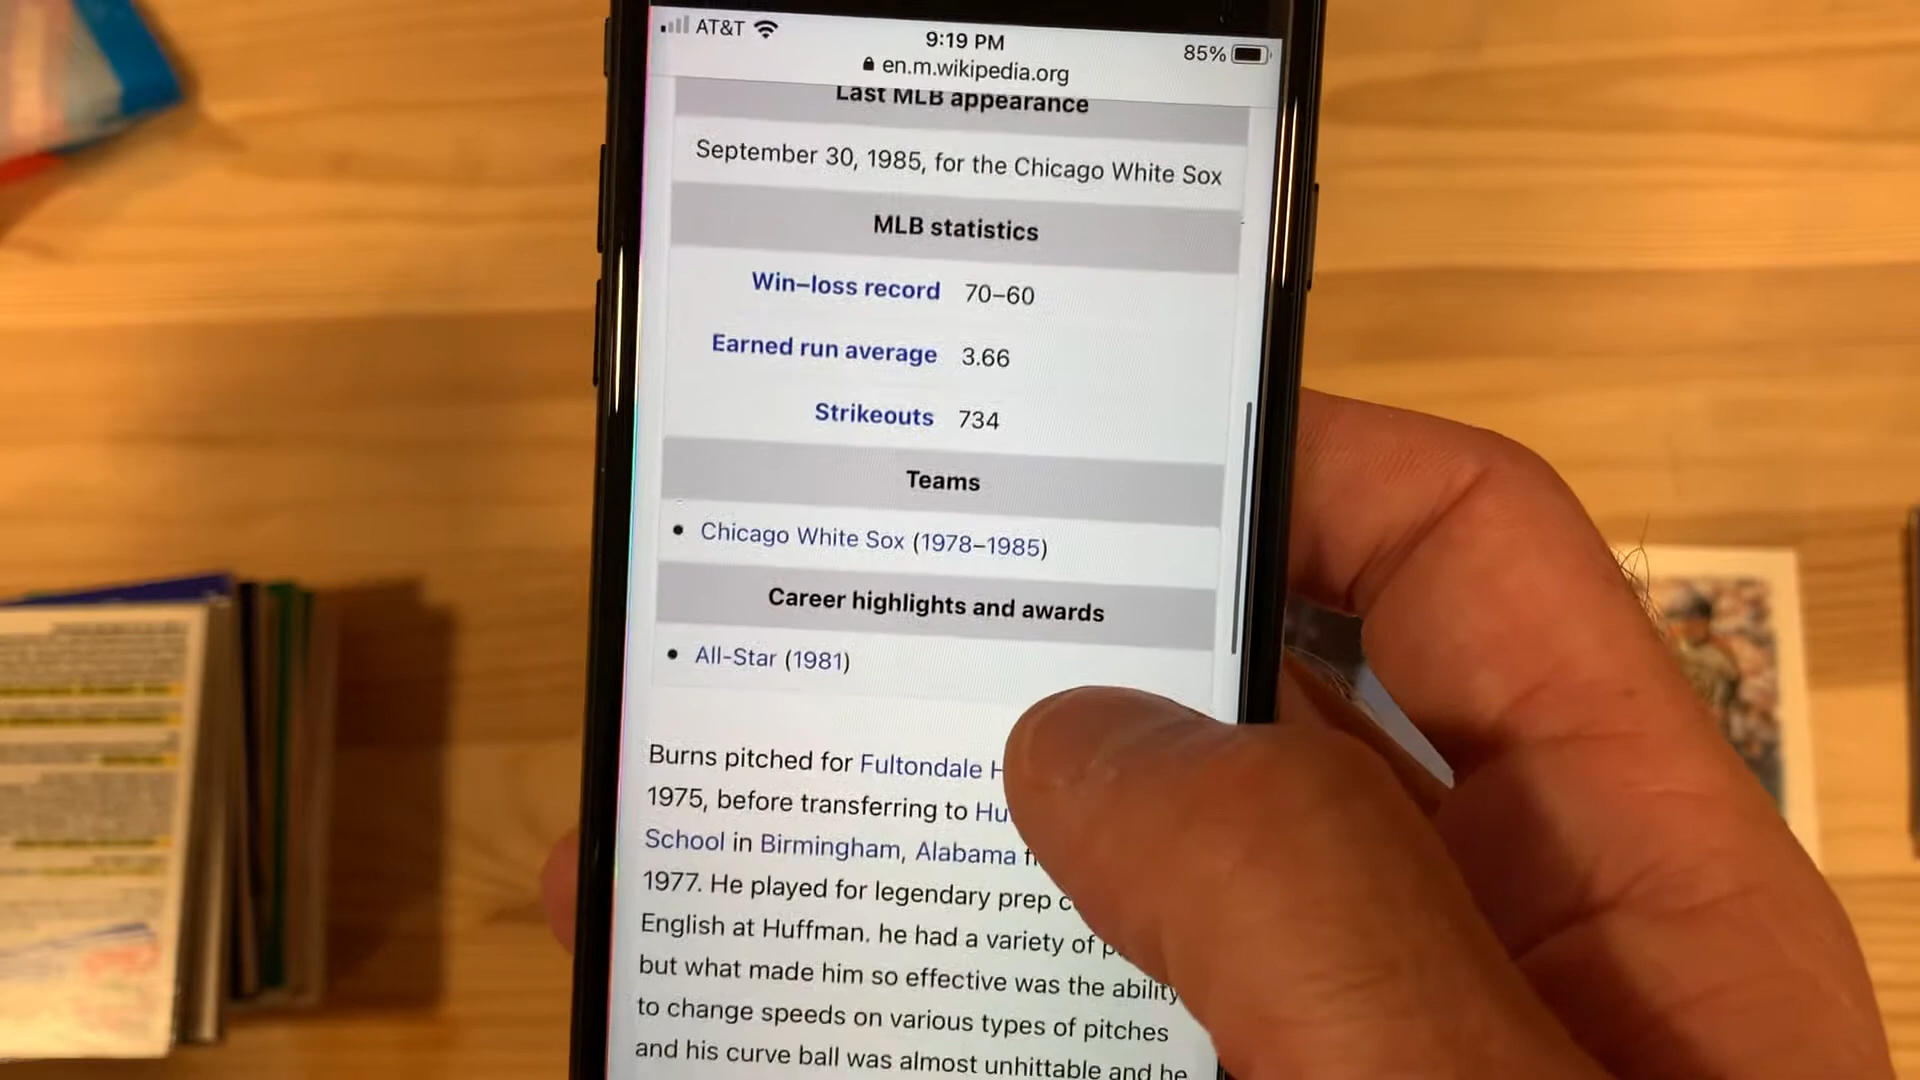 AT&T
9:19 PM
85%
en.m.wikipedia.org
Last MLB appearance
September 30, 1985, for the Chicago White Sox
MLB statistics
Win–loss record 70–60
Earned run average 3.66
Strikeouts 734
Teams
• Chicago White Sox (1978–1985)
Career highlights and awards
• All-Star (1981)
Burns pitched for Fultondale
1975, before transferring to
School in Birmingham, Alabama
1977. He played for legendary prep
English at Huffman. he had a variety of
but what made him so effective was the ability
to change speeds on various types of pitches
and his curve ball was almost unhittable and he